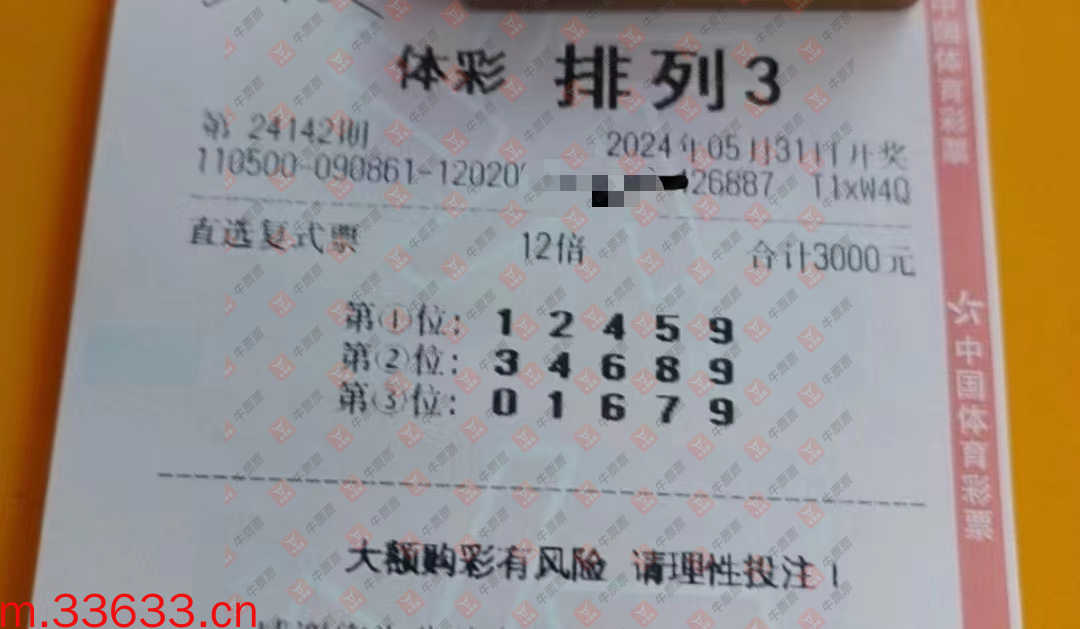 体彩 排列3
第 24142期 2024年05月31日开奖
110500-090861-12020 426887 T1xW4Q
直选复式票 12倍 合计3000元
第①位: 1 2 4 5 9
第②位: 3 4 6 8 9
第③位: 0 1 6 7 9
大额购彩有风险 请理性投注!
m.33633.cn
中国体育彩票
中国体育彩票
牛票票